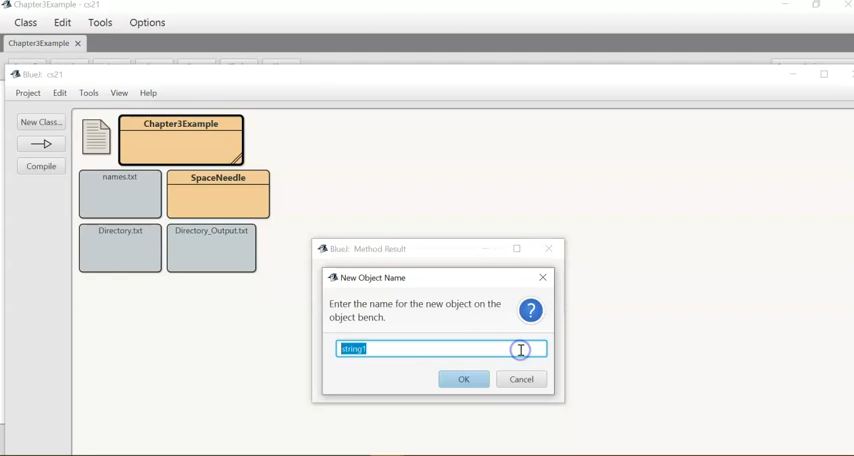 Chapter3Example - cs21
Class Edit Tools Options
Chapter3Example
BlueJ: cs21
Project Edit Tools View Help
New Class...
Chapter3Example
Compile
names.txt
SpaceNeedle
Directory.txt
Directory_Output.txt
BlueJ: Method Result
New Object Name
Enter the name for the new object on the
object bench.
?
string1
OK Cancel